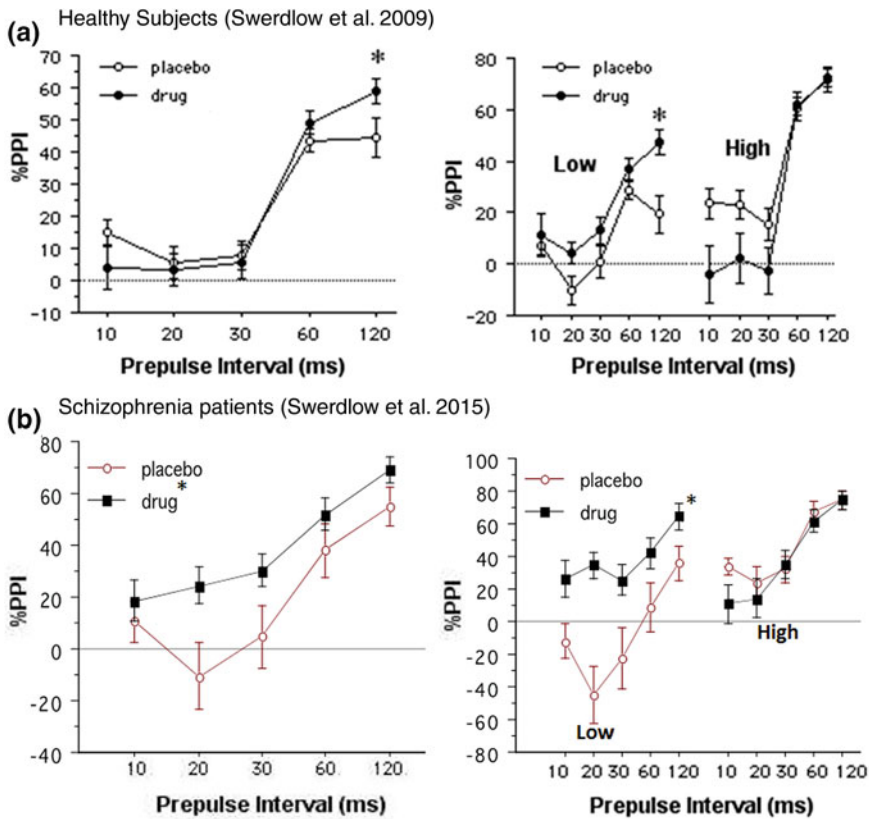 Healthy Subjects (Swerdlow et al. 2009)
(a)
70
60
50
40
30
20
10
0
-10
%PPI
placebo
drug
*
10 20 30 60 120
Prepulse Interval (ms)
80
60
40
20
0
-20
%PPI
placebo
drug
*
Low
High
10 20 30 60 120 10 20 30 60 120
Prepulse Interval (ms)
Schizophrenia patients (Swerdlow et al. 2015)
(b)
80
60
40
20
0
-20
-40
%PPI
placebo
drug *
10 20 30 60 120
Prepulse Interval (ms)
100
80
60
40
20
0
-20
-40
-60
-80
%PPI
placebo
drug
*
High
Low
10 20 30 60 120 10 20 30 60 120
Prepulse Interval (ms)